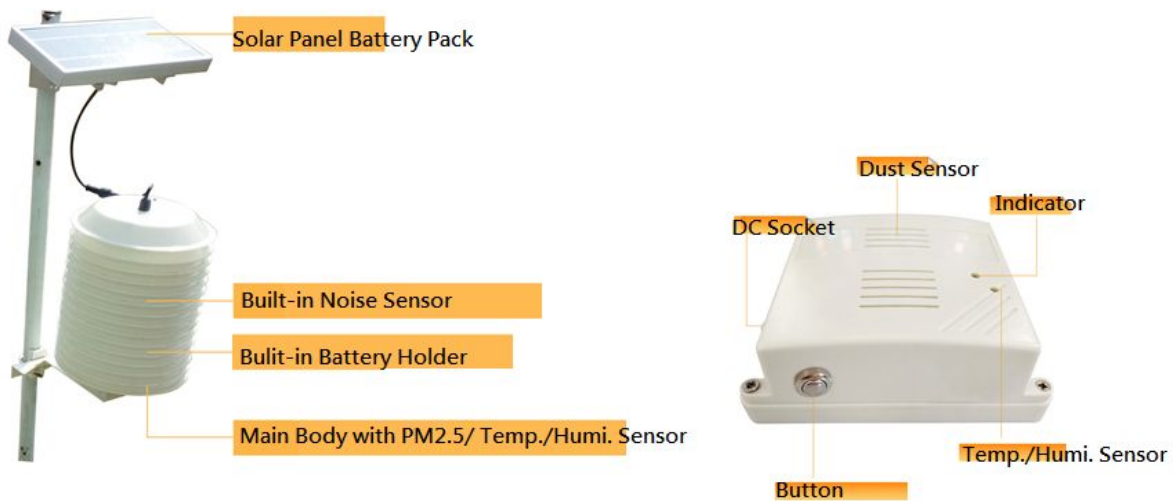 Solar Panel Battery Pack
Built-in Noise Sensor
Bulit-in Battery Holder
Main Body with PM2.5/ Temp./Humi. Sensor
Dust Sensor
Indicator
DC Socket
Temp./Humi. Sensor
Button